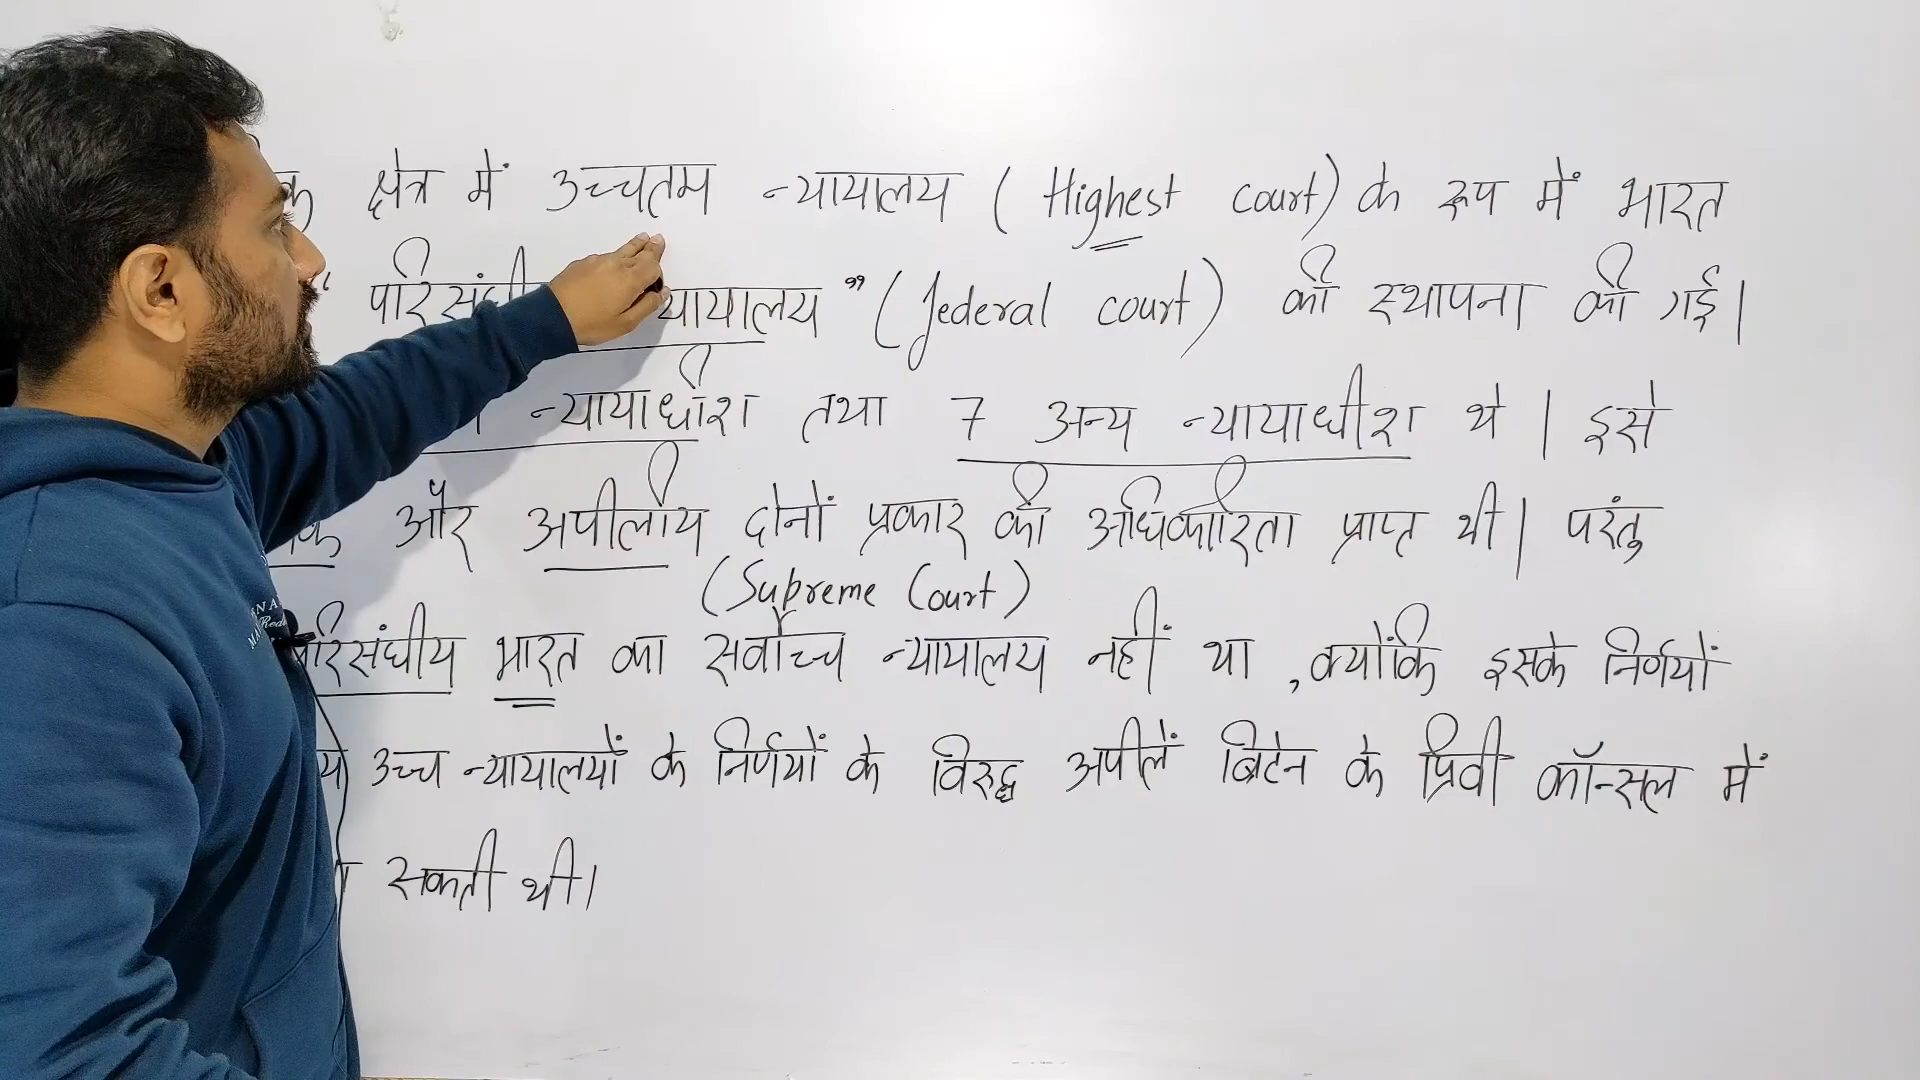 क्षेत्र में उच्चतम न्यायालय ( Highest court) के रूप में भारत
न्यायालय " (federal court) की स्थापना की गई।
न्यायाधीश तथा 7 अन्य न्यायाधीश थे। इसे
और अपीलीय दोनों प्रकार की अधिकारिता प्राप्त थी। परंतु
(Supreme Court)
परिसंघीय भारत का सर्वोच्च न्यायालय नहीं था ,क्योंकि इसके निर्णयों
उच्च न्यायालयों के निर्णयों के विरुद्ध अपीलें ब्रिटेन के प्रिवी कॉन्सल में
सकती थी।